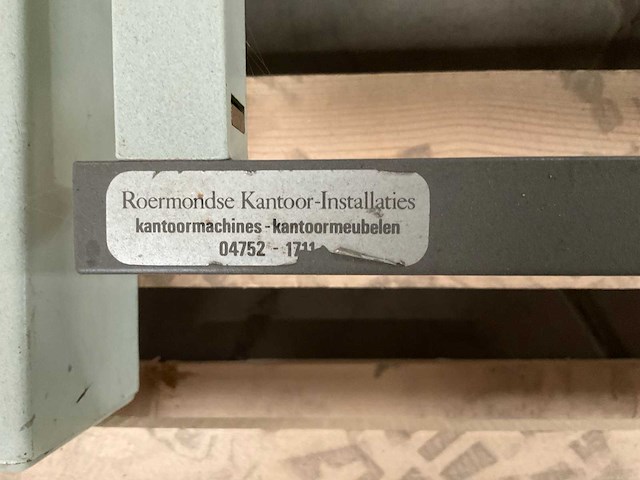 Roermondse Kantoor-Installaties
kantoormachines - kantoormeubelen
04752 - 1711